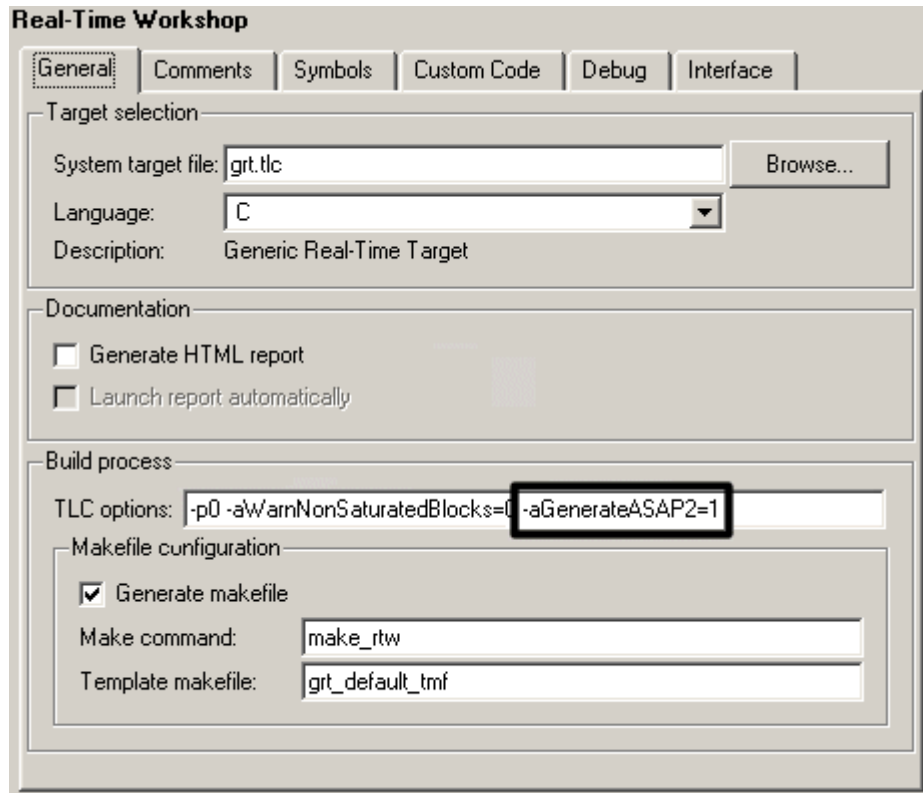 Real-Time Workshop
General Comments Symbols Custom Code Debug Interface
Target selection
System target file: grt.tlc Browse...
Language: C
Description: Generic Real-Time Target
Documentation
Generate HTML report
Launch report automatically
Build process
TLC options: -p0 -aWarnNonSaturatedBlocks=0 -aGenerateASAP2=1
Makefile configuration
Generate makefile
Make command: make_rtw
Template makefile: grt_default_tmf